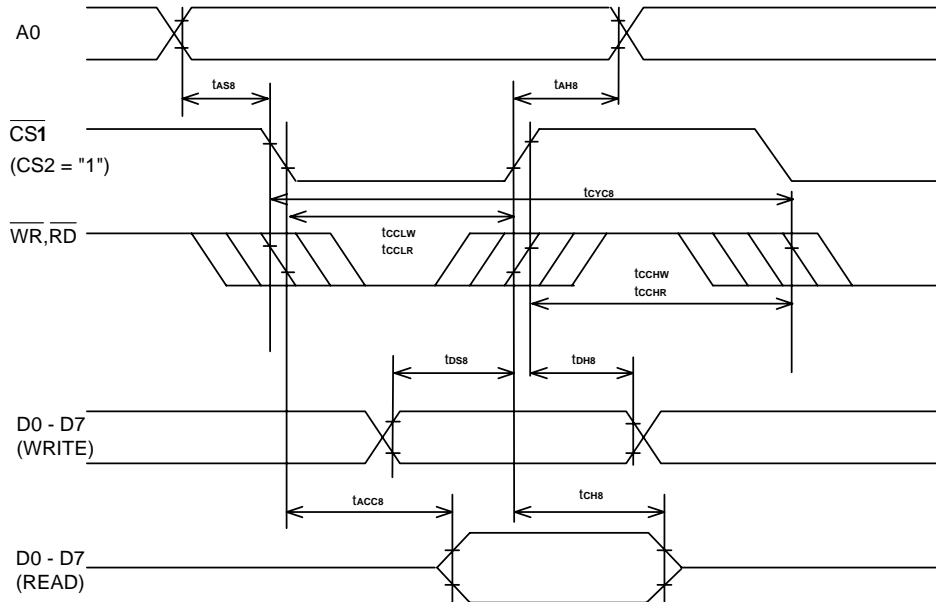 A0
tAS8
tAH8
CS1
(CS2 = "1")
tCYC8
WR,RD
tCCLW
tCCLR
tCCHW
tCCHR
tDS8
tDH8
D0 - D7
(WRITE)
tACC8
tCH8
D0 - D7
(READ)